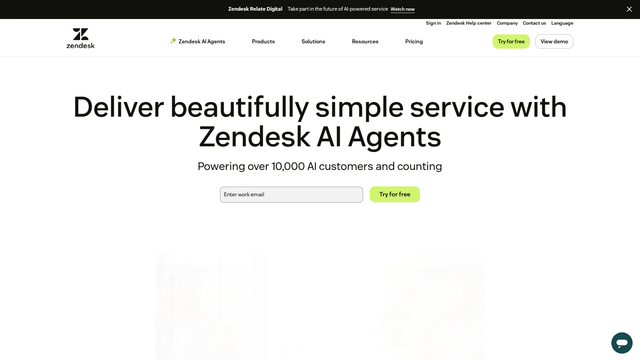 Zendesk Relate Digital Take part in the future of AI-powered service Watch now
Sign in Zendesk Help center Company Contact us Language
zendesk
Zendesk AI Agents Products Solutions Resources Pricing Try for free View demo
Deliver beautifully simple service with
Zendesk AI Agents
Powering over 10,000 AI customers and counting
Enter work email Try for free